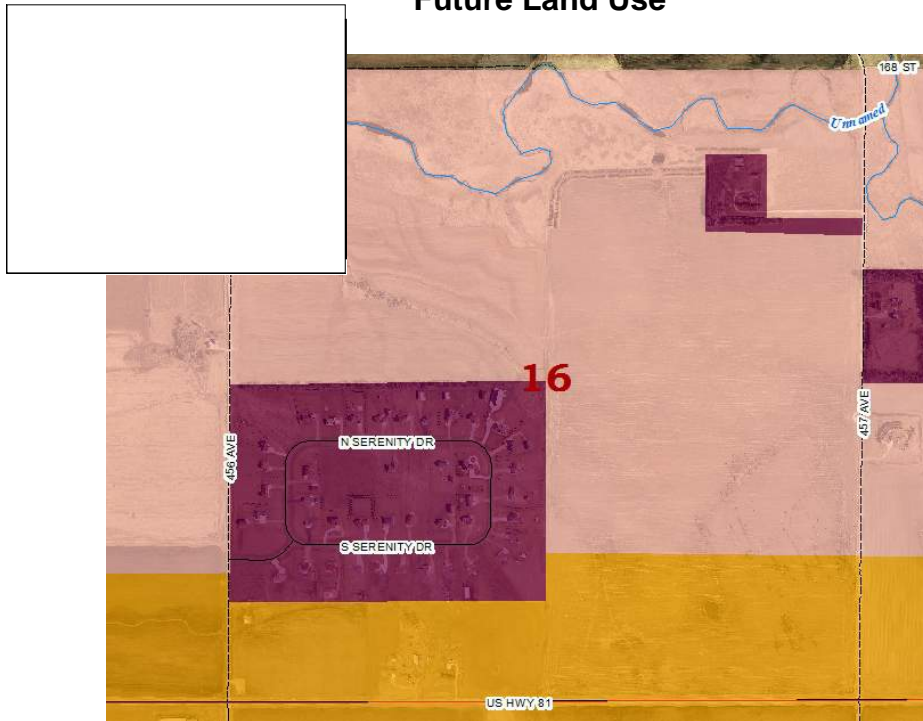 Future Land Use
168 ST
Unnamed
16
456 AVE
457 AVE
N SERENITY DR
S SERENITY DR
US HWY 81